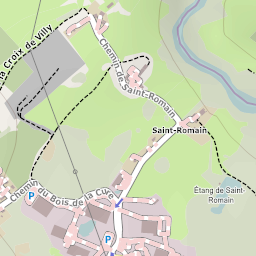 la Croix de Villy
Chemin de Saint-Romain
Saint-Romain
Étang de Saint-
Romain
Chemin du Bois de la Cure
P
P